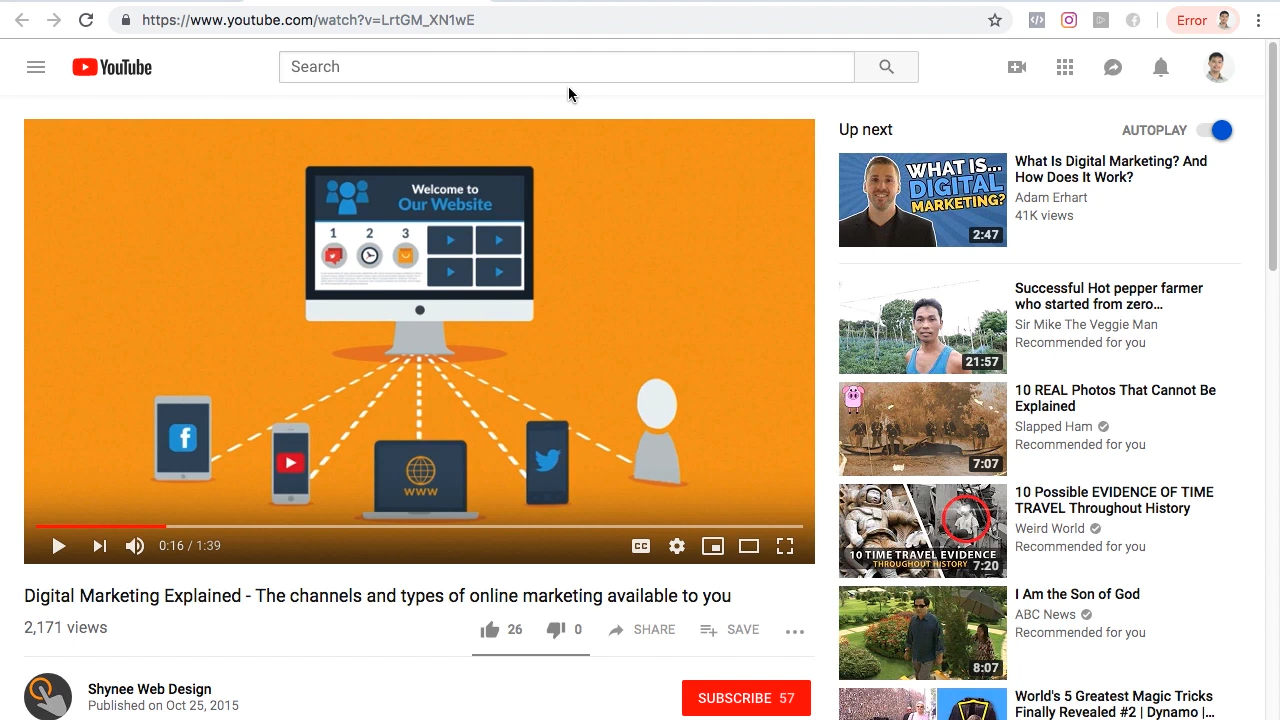 https://www.youtube.com/watch?v=LrtGM_XN1wE
Error
YouTube
Search
Welcome to
Our Website
1 2 3
www
0:16 / 1:39
CC
Digital Marketing Explained - The channels and types of online marketing available to you
2,171 views
26
0
SHARE
SAVE
Shynee Web Design
Published on Oct 25, 2015
SUBSCRIBE 57
Up next
AUTOPLAY
WHAT IS...
DIGITAL
MARKETING?
2:47
What Is Digital Marketing? And
How Does It Work?
Adam Erhart
41K views
21:57
Successful Hot pepper farmer
who started from zero...
Sir Mike The Veggie Man
Recommended for you
7:07
10 REAL Photos That Cannot Be
Explained
Slapped Ham
Recommended for you
10 TIME TRAVEL EVIDENCE
THROUGHOUT HISTORY
7:20
10 Possible EVIDENCE OF TIME
TRAVEL Throughout History
Weird World
Recommended for you
8:07
I Am the Son of God
ABC News
Recommended for you
World's 5 Greatest Magic Tricks
Finally Revealed #2 | Dynamo |...